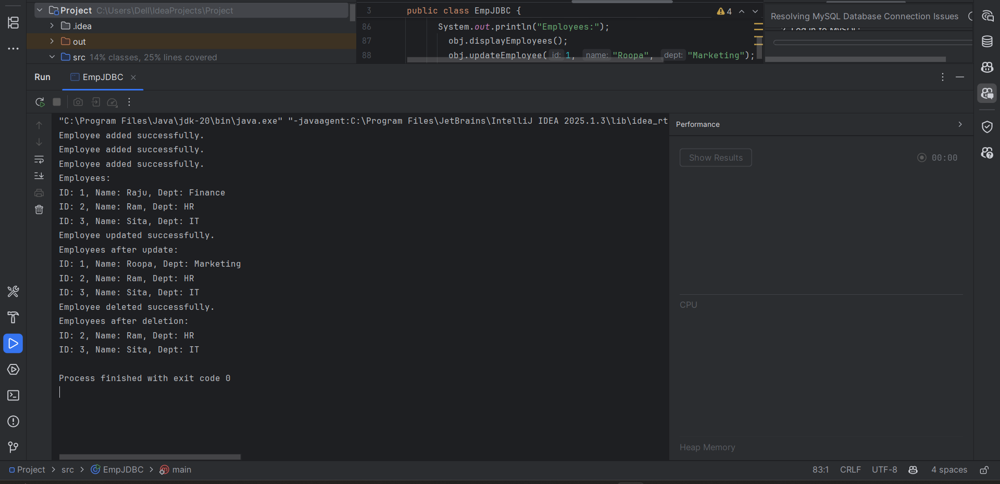 Project C:\Users\Dell\IdeaProjects\Project
.idea
out
src 14% classes, 25% lines covered
3 public class EmpJDBC {
4
86 System.out.println("Employees:");
87 obj.displayEmployees();
88 obj.updateEmployee( id: 1, name: "Roopa", dept: "Marketing");
Resolving MySQL Database Connection Issues
Run EmpJDBC
"C:\Program Files\Java\jdk-20\bin\java.exe" "-javaagent:C:\Program Files\JetBrains\IntelliJ IDEA 2025.1.3\lib\idea_rt
Employee added successfully.
Employee added successfully.
Employee added successfully.
Employees:
ID: 1, Name: Raju, Dept: Finance
ID: 2, Name: Ram, Dept: HR
ID: 3, Name: Sita, Dept: IT
Employee updated successfully.
Employees after update:
ID: 1, Name: Roopa, Dept: Marketing
ID: 2, Name: Ram, Dept: HR
ID: 3, Name: Sita, Dept: IT
Employee deleted successfully.
Employees after deletion:
ID: 2, Name: Ram, Dept: HR
ID: 3, Name: Sita, Dept: IT
Process finished with exit code 0
Performance
Show Results
00:00
CPU
Heap Memory
Project > src > EmpJDBC > main
83:1 CRLF UTF-8 4 spaces